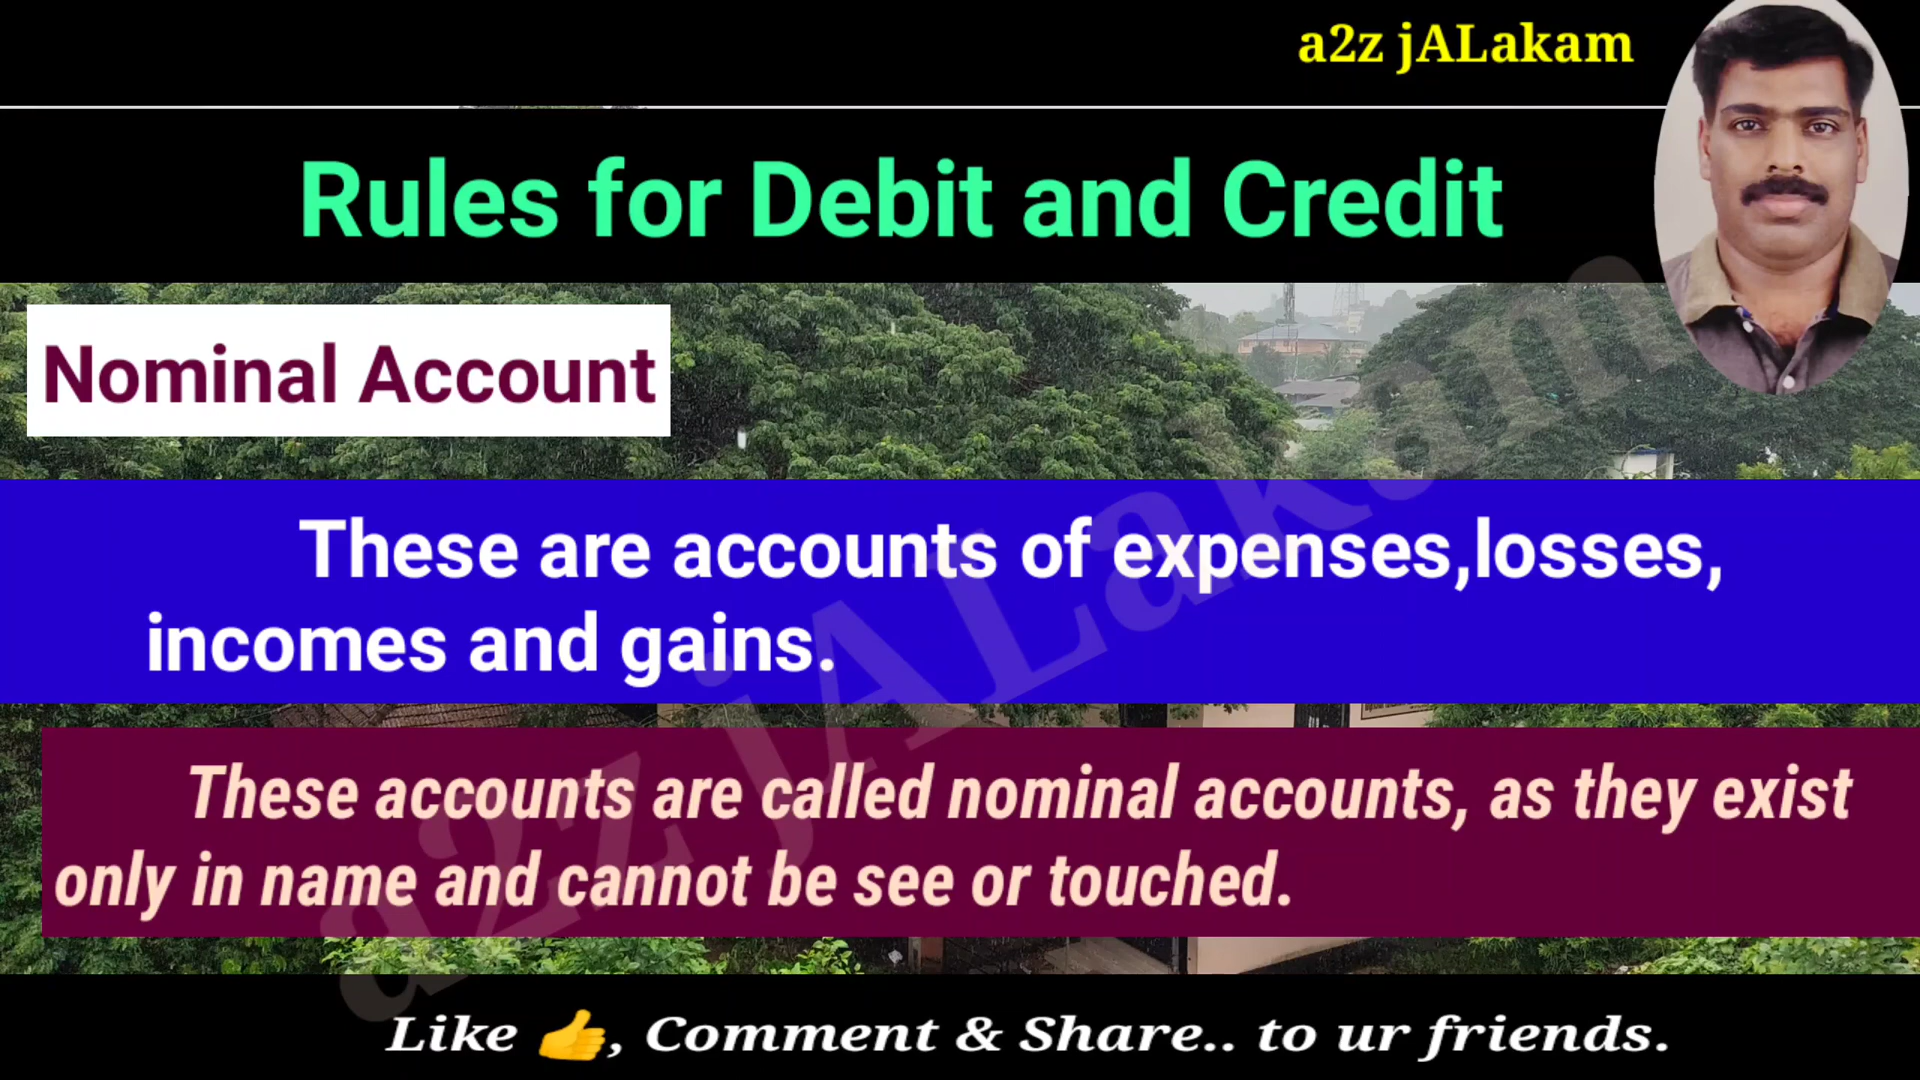 a2z jALakam
Rules for Debit and Credit
Nominal Account
These are accounts of expenses,losses,
incomes and gains.
These accounts are called nominal accounts, as they exist
only in name and cannot be see or touched.
a2z jALakam
Like 👍, Comment & Share.. to ur friends.